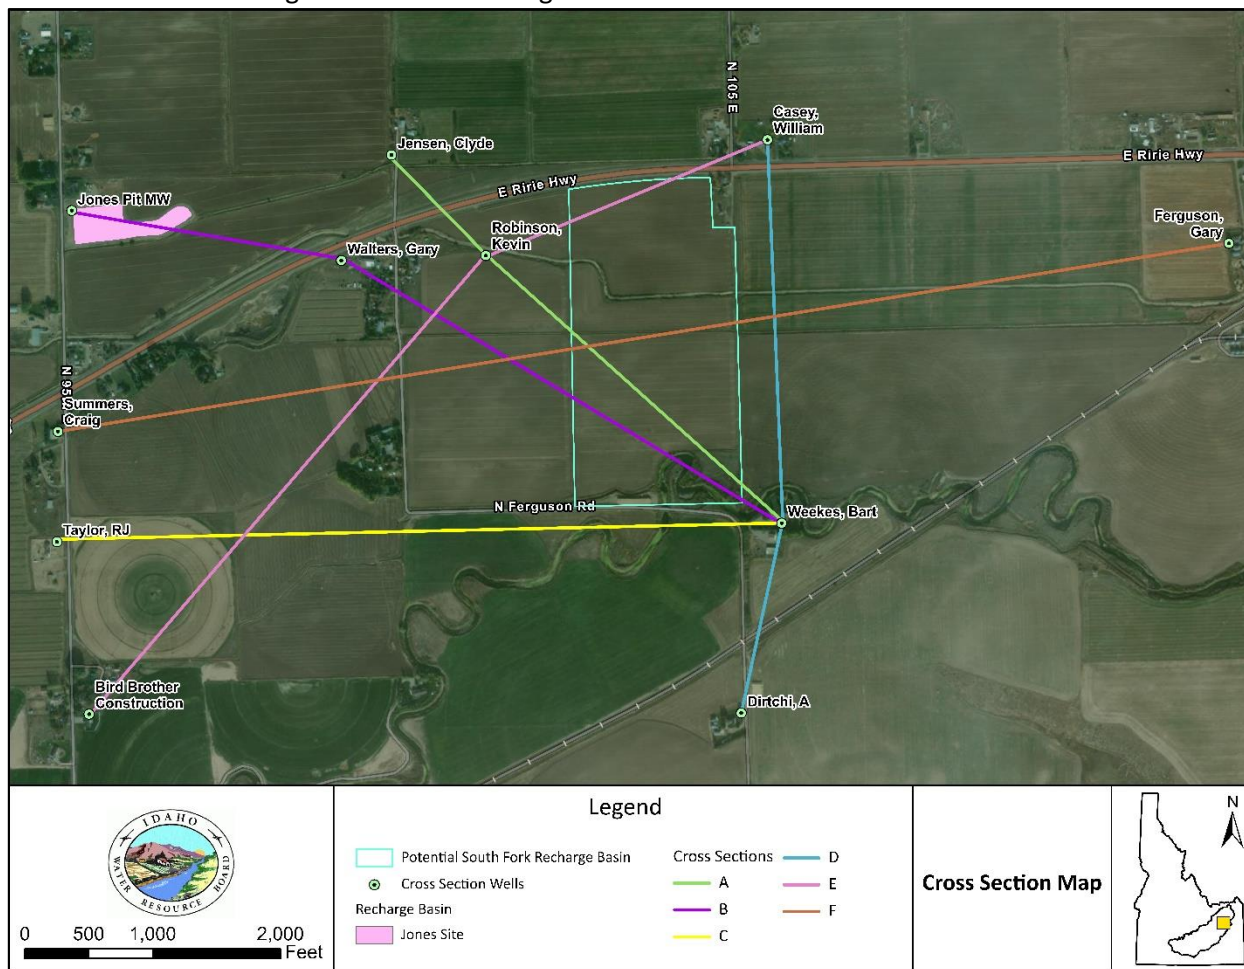 N 105 E
Casey,
William
Jensen, Clyde
E Ririe Hwy
E Ririe Hwy
Jones Pit MW
Robinson,
Kevin
Ferguson,
Gary
Walters, Gary
N 95
Summers,
Craig
N Ferguson Rd
Weekes, Bart
Taylor, RJ
Bird Brother
Construction
Dirtchi, A
IDAHO
WATER RESOURCE BOARD
0 500 1,000 2,000
Feet
Legend
Potential South Fork Recharge Basin
Cross Section Wells
Recharge Basin
Jones Site
Cross Sections
A
B
C
D
E
F
Cross Section Map
N